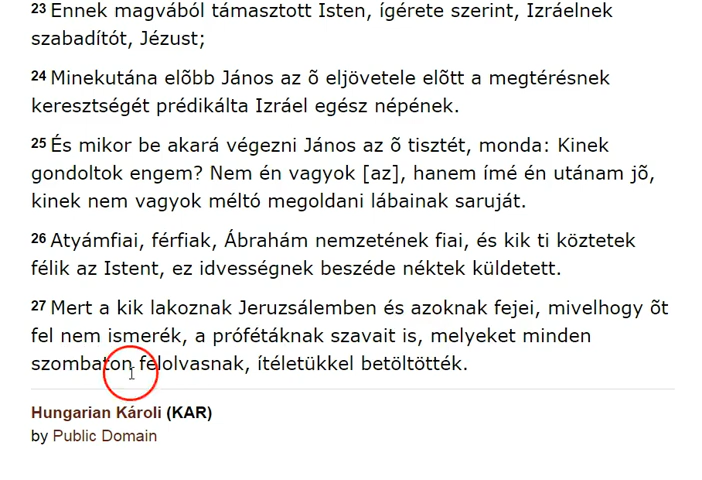 23 Ennek magvából támasztott Isten, ígérete szerint, Izráelnek
szabadítót, Jézust;
24 Minekutána elõbb János az õ eljövetele elõtt a megtérésnek
keresztségét prédikálta Izráel egész népének.
25 És mikor be akará végezni János az õ tisztét, monda: Kinek
gondoltok engem? Nem én vagyok [az], hanem ímé én utánam jõ,
kinek nem vagyok méltó megoldani lábainak saruját.
26 Atyámfiai, férfiak, Ábrahám nemzetének fiai, és kik ti köztetek
félik az Istent, ez idvességnek beszéde néktek küldetett.
27 Mert a kik lakoznak Jeruzsálemben és azoknak fejei, mivelhogy õt
fel nem ismerék, a prófétáknak szavait is, melyeket minden
szombaton felolvasnak, ítéletükkel betöltötték.
Hungarian Károli (KAR)
by Public Domain